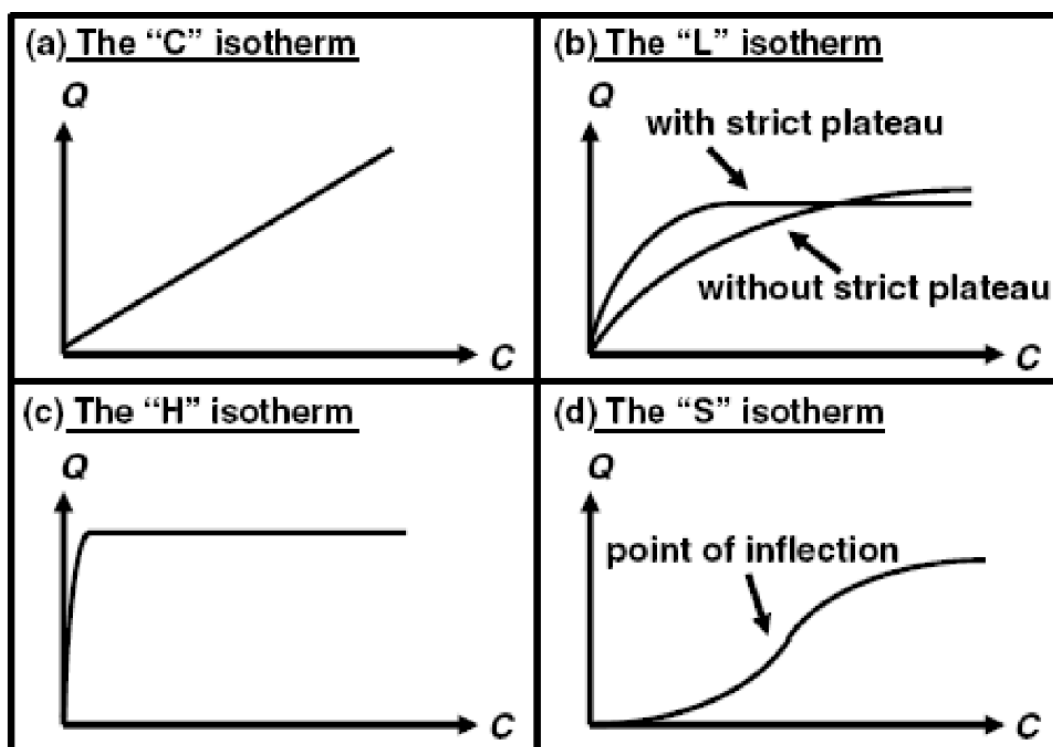 (a) The “C” isotherm
Q
C
(b) The “L” isotherm
Q
with strict plateau
without strict plateau
C
(c) The “H” isotherm
Q
C
(d) The “S” isotherm
Q
point of inflection
C